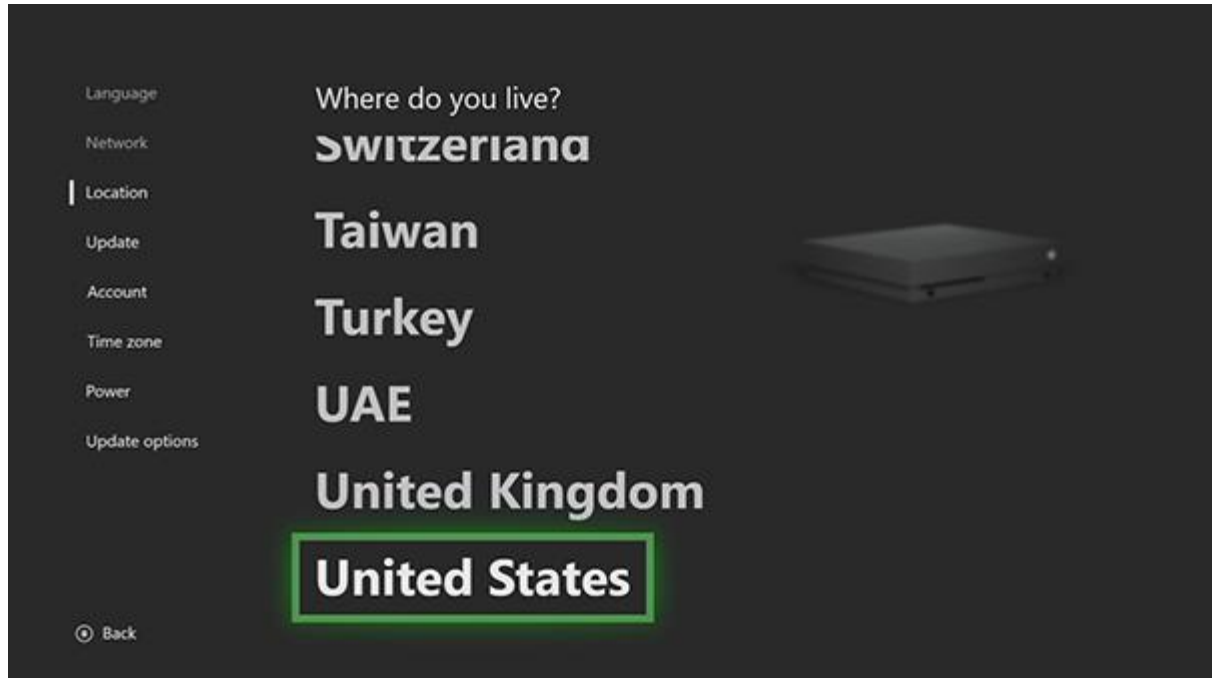 Language
Network
Location
Update
Account
Time zone
Power
Update options
Where do you live?
Switzerland
Taiwan
Turkey
UAE
United Kingdom
United States
Back